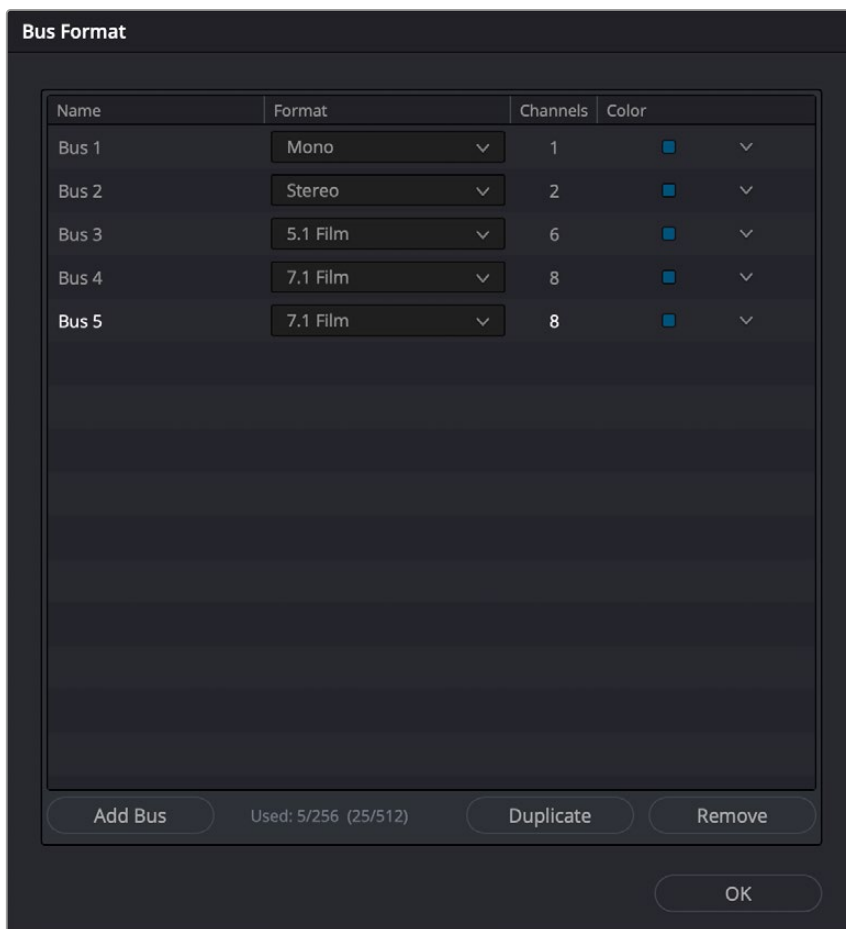 Bus Format
Name Format Channels Color
Bus 1 Mono 1
Bus 2 Stereo 2
Bus 3 5.1 Film 6
Bus 4 7.1 Film 8
Bus 5 7.1 Film 8
Add Bus Used: 5/256 (25/512) Duplicate Remove
OK